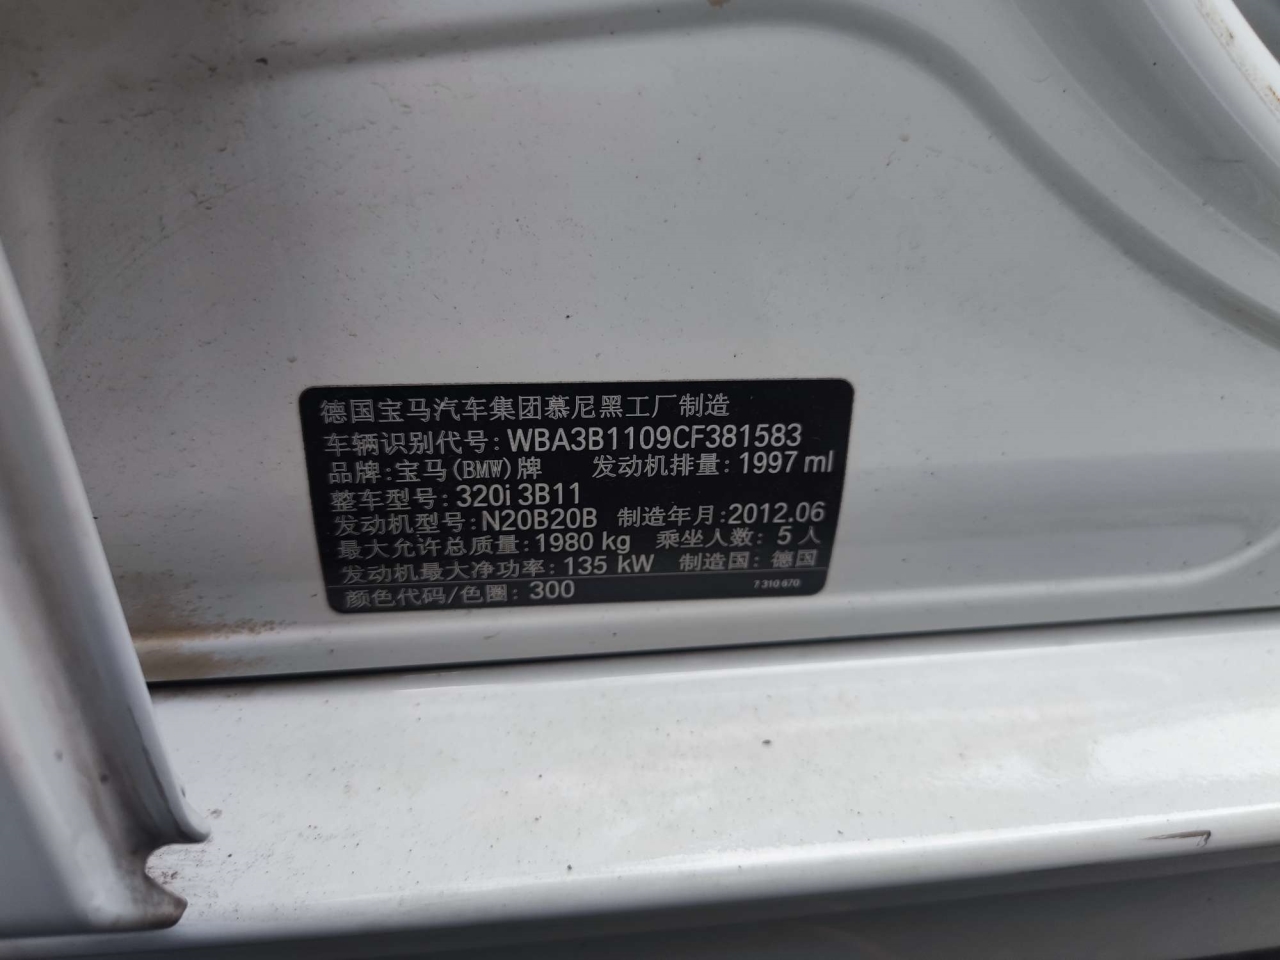 德国宝马汽车集团慕尼黑工厂制造
车辆识别代号: WBA3B1109CF381583
品牌:宝马(BMW)牌 发动机排量: 1997 ml
整车型号: 320i 3B11
发动机型号: N20B20B 制造年月:2012.06
最大允许总质量:1980 kg 乘坐人数: 5 人
发动机最大净功率: 135 kW 制造国: 德国
颜色代码/色圈: 300 7 310 670